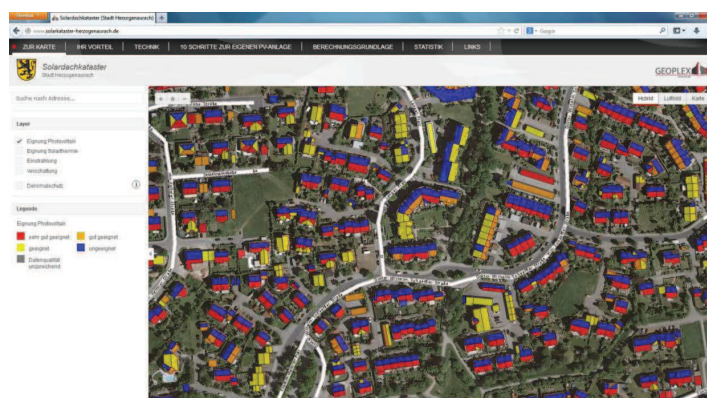 Solardachkataster (Stadt Herzogenaurach)
www.solarkataster-herzogenaurach.de
Google
ZUR KARTE | IHR VORTEIL | TECHNIK | 10 SCHRITTE ZUR EIGENEN PV-ANLAGE | BERECHNUNGSGRUNDLAGE | STATISTIK | LINKS |
Solardachkataster
Stadt Herzogenaurach
GEOPLEX
Suche nach Adresse...
Hybrid Luftbild Karte
Layer
Eignung Photovoltaik
Eignung Solarthermie
Einstrahlung
Verschattung
Denkmalschutz
Legende
Eignung Photovoltaik
sehr gut geeignet gut geeignet
geeignet ungeeignet
Datenqualität
unzureichend